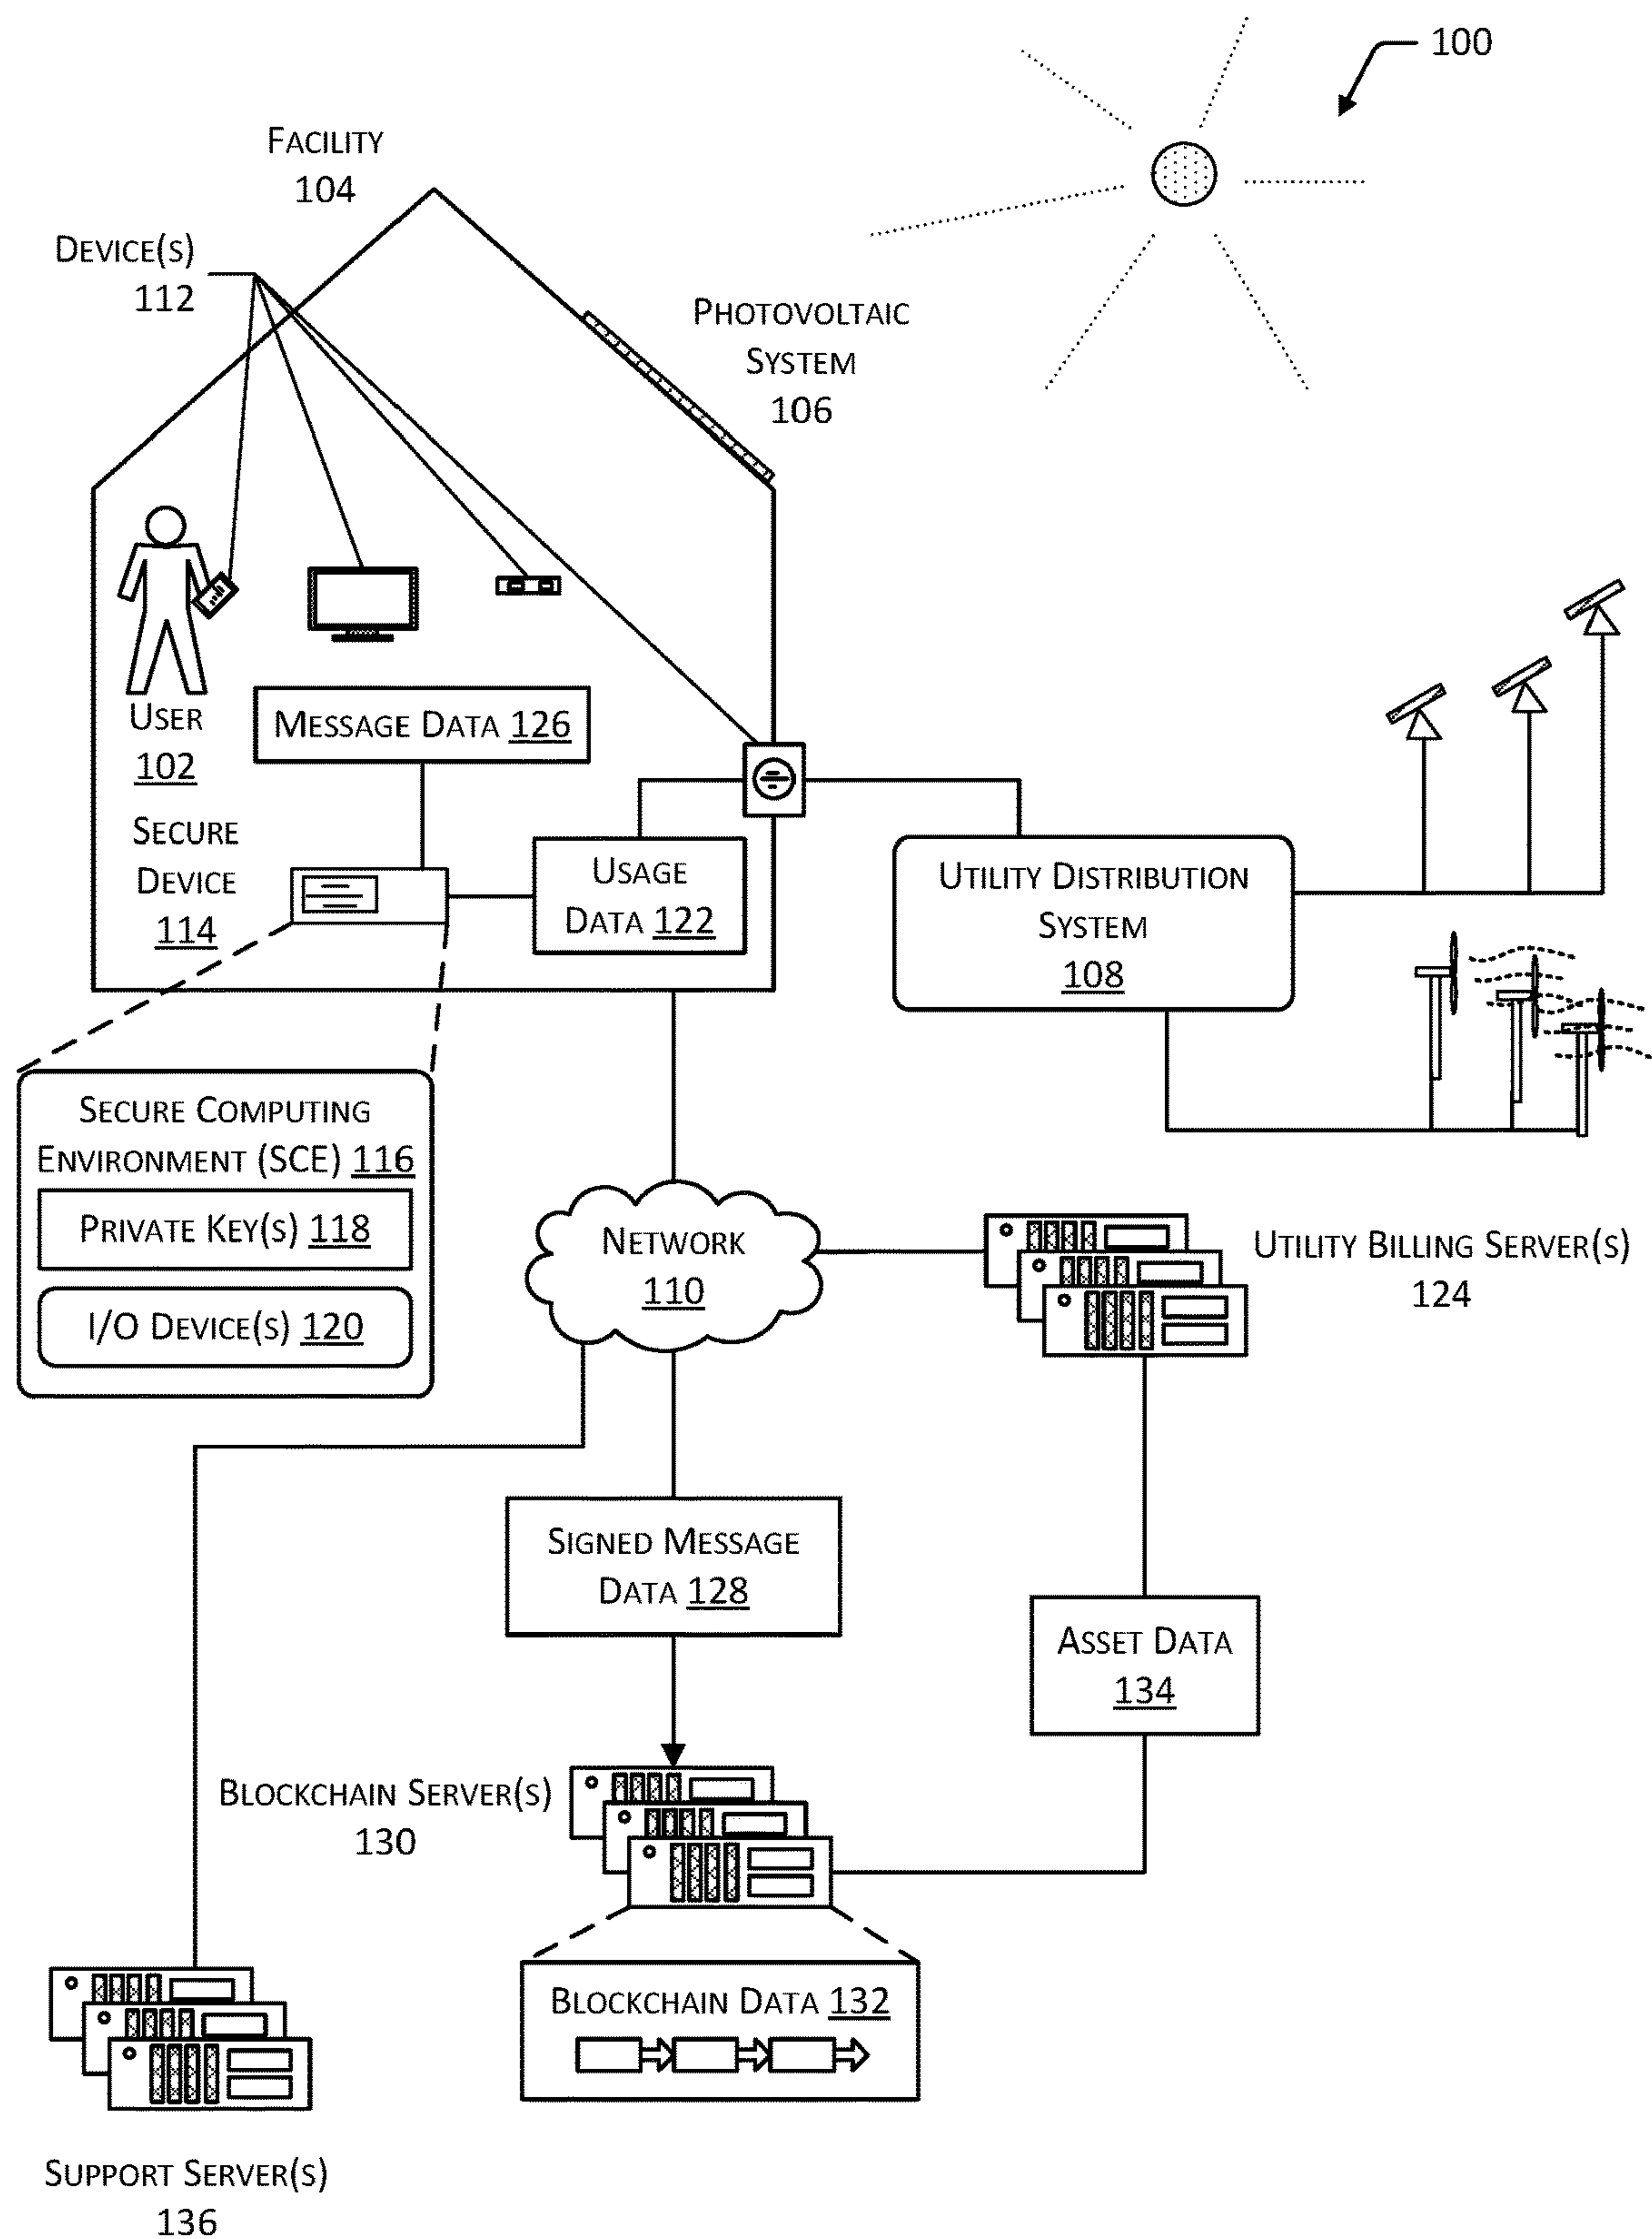 100
FACILITY
104
DEVICE(S)
112
PHOTOVOLTAIC
SYSTEM
106
USER
102
MESSAGE DATA 126
SECURE
DEVICE
114
USAGE
DATA 122
UTILITY DISTRIBUTION
SYSTEM
108
SECURE COMPUTING
ENVIRONMENT (SCE) 116
PRIVATE KEY(S) 118
I/O DEVICE(S) 120
NETWORK
110
UTILITY BILLING SERVER(S)
124
SIGNED MESSAGE
DATA 128
ASSET DATA
134
BLOCKCHAIN SERVER(S)
130
BLOCKCHAIN DATA 132
SUPPORT SERVER(S)
136